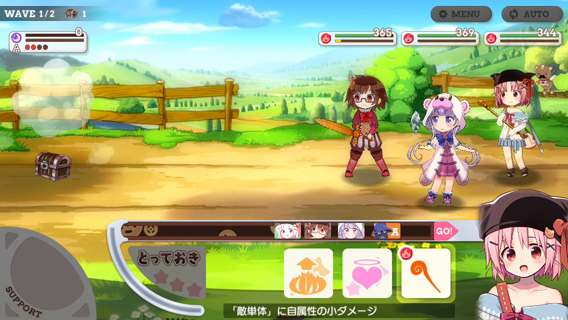 WAVE 1/2
1
MENU
AUTO
0
A
365
369
344
A
GO!
とっておき
SUPPORT
「敵単体」に自属性の小ダメージ